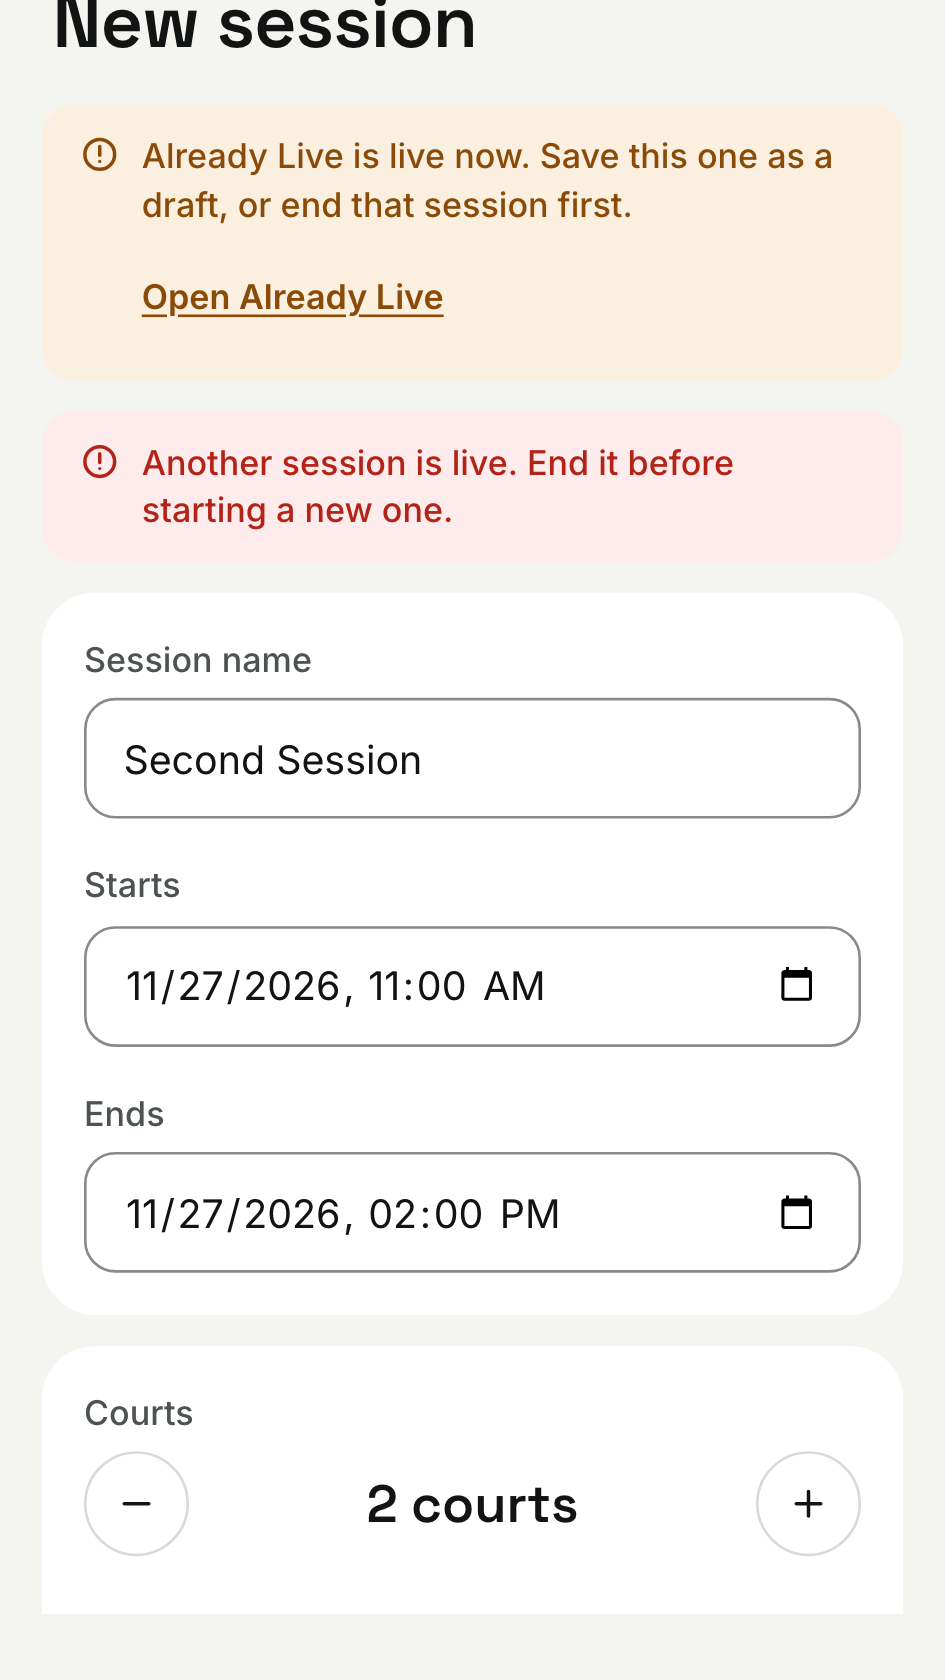 New session
Already Live is live now. Save this one as a
draft, or end that session first.
Open Already Live
Another session is live. End it before
starting a new one.
Session name
Second Session
Starts
11/27/2026, 11:00 AM
Ends
11/27/2026, 02:00 PM
Courts
2 courts